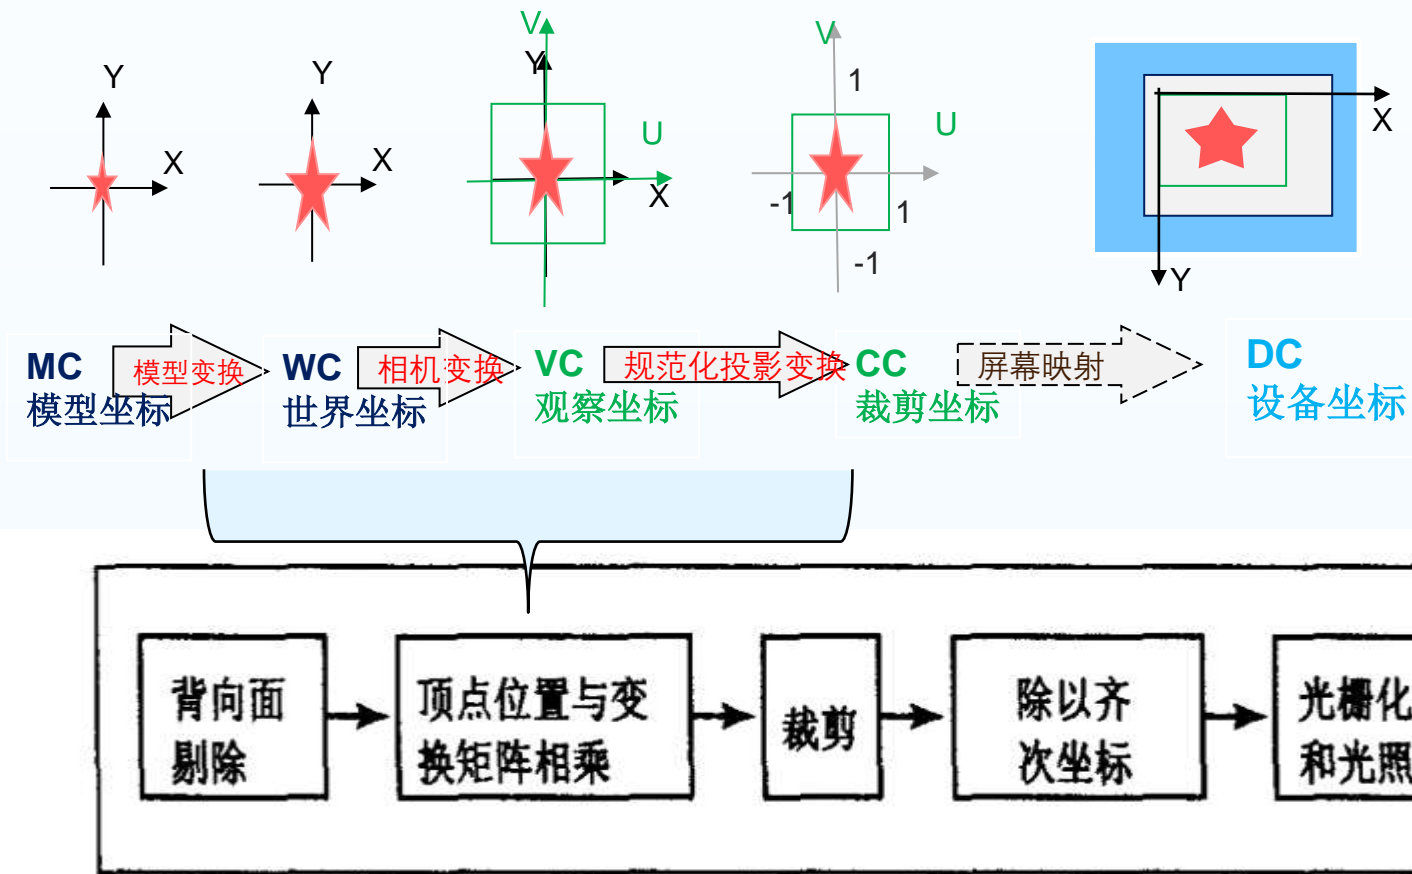 Y
X
Y
X
V
Y
U
X
V
1
U
-1
1
-1
X
Y
MC
模型坐标
模型变换
WC
世界坐标
相机变换
VC
观察坐标
规范化投影变换
CC
裁剪坐标
屏幕映射
DC
设备坐标
背向面
剔除
顶点位置与变
换矩阵相乘
裁剪
除以齐
次坐标
光栅化
和光照